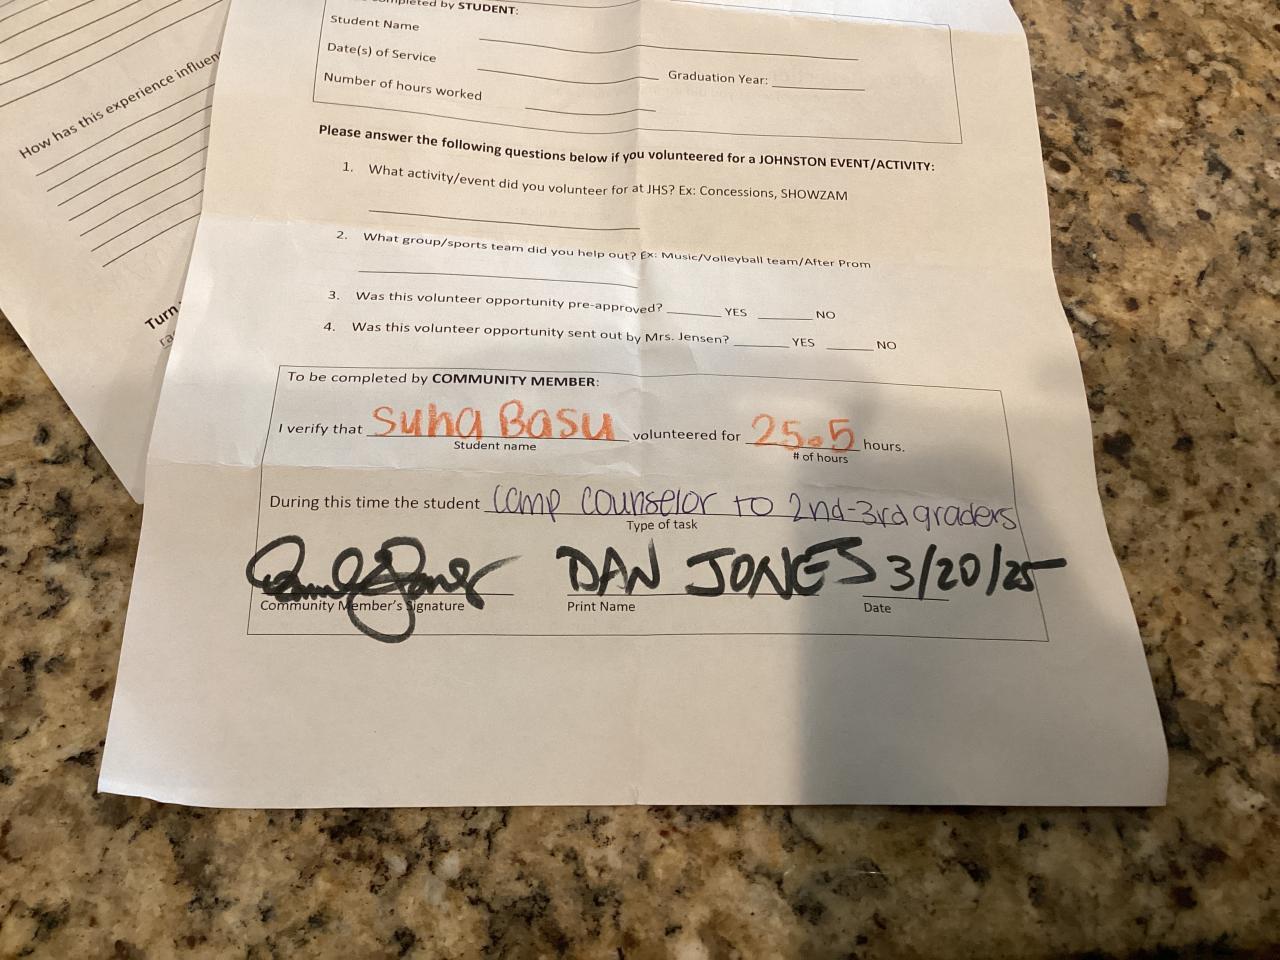 completed by STUDENT:
Student Name
Date(s) of Service
Graduation Year:
Number of hours worked
Please answer the following questions below if you volunteered for a JOHNSTON EVENT/ACTIVITY:
1. What activity/event did you volunteer for at JHS? Ex: Concessions, SHOWZAM
2. What group/sports team did you help out? Ex: Music/Volleyball team/After Prom
3. Was this volunteer opportunity pre-approved? YES NO
4. Was this volunteer opportunity sent out by Mrs. Jensen? YES NO
To be completed by COMMUNITY MEMBER:
I verify that Suha Basu volunteered for 25.5 hours.
Student name # of hours
During this time the student camp counselor to 2nd-3rd graders
Type of task
DAN JONES 3/20/25
Community Member's Signature Print Name Date
How has this experience influen
Turn